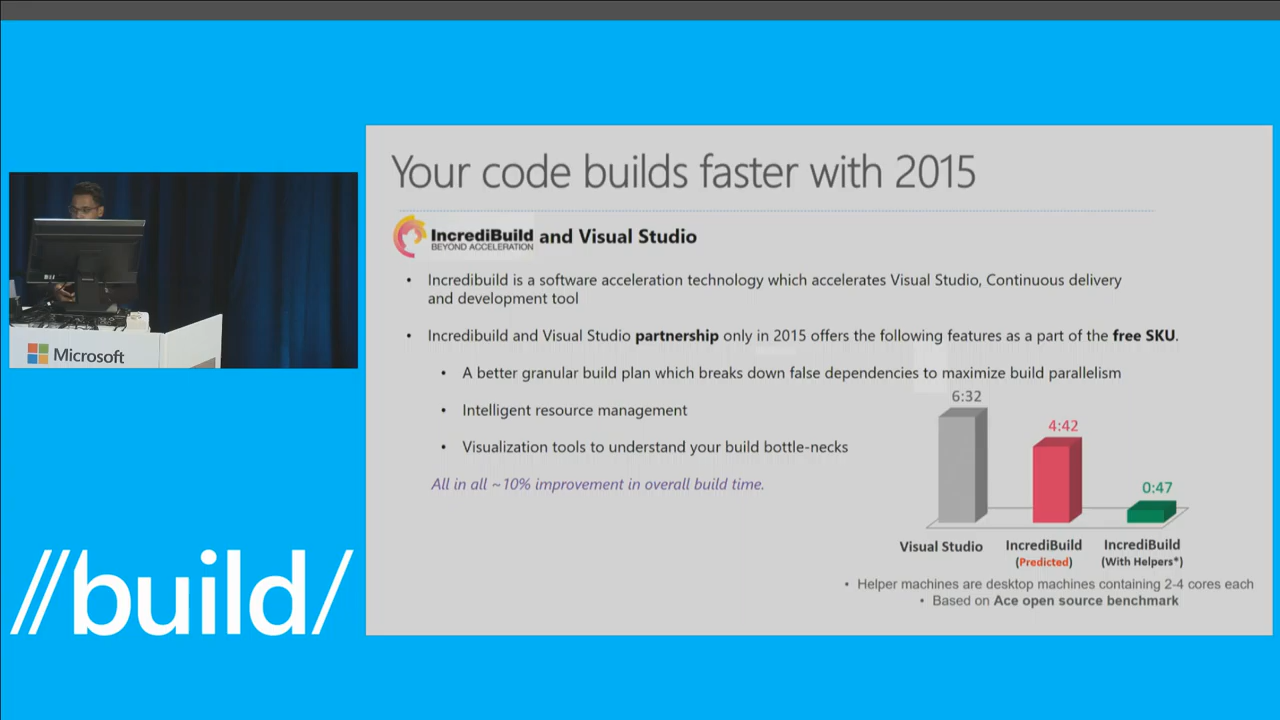 Your code builds faster with 2015
IncrediBuild and Visual Studio
BEYOND ACCELERATION
• Incredibuild is a software acceleration technology which accelerates Visual Studio, Continuous delivery
and development tool
• Incredibuild and Visual Studio partnership only in 2015 offers the following features as a part of the free SKU.
• A better granular build plan which breaks down false dependencies to maximize build parallelism
• Intelligent resource management
• Visualization tools to understand your build bottle-necks
All in all ~10% improvement in overall build time.
6:32
4:42
0:47
Visual Studio
IncrediBuild
(Predicted)
IncrediBuild
(With Helpers*)
• Helper machines are desktop machines containing 2-4 cores each
• Based on Ace open source benchmark
Microsoft
//build/